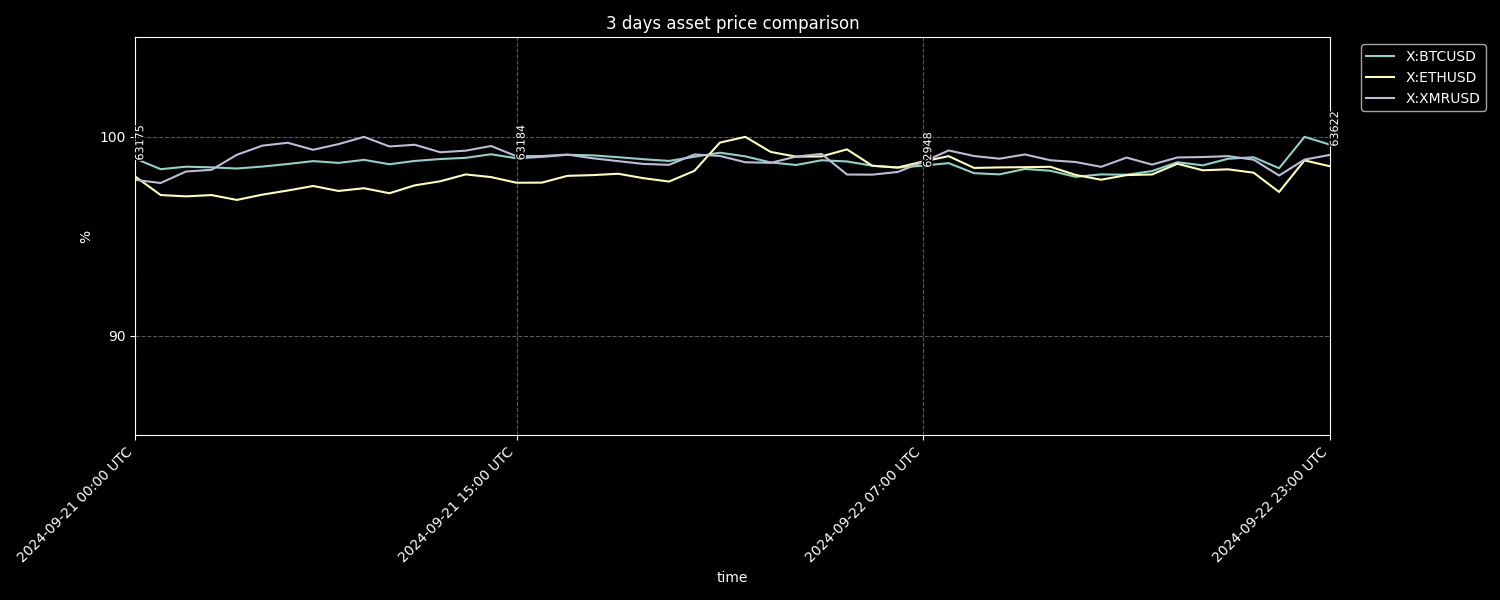 3 days asset price comparison
X:BTCUSD
X:ETHUSD
X:XMRUSD
100
90
%
63175
63184
62948
63622
2024-09-21 00:00 UTC
2024-09-21 15:00 UTC
2024-09-22 07:00 UTC
2024-09-22 23:00 UTC
time